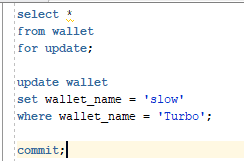 select *
from wallet
for update;
update wallet
set wallet_name = 'slow'
where wallet_name = 'Turbo';
commit;